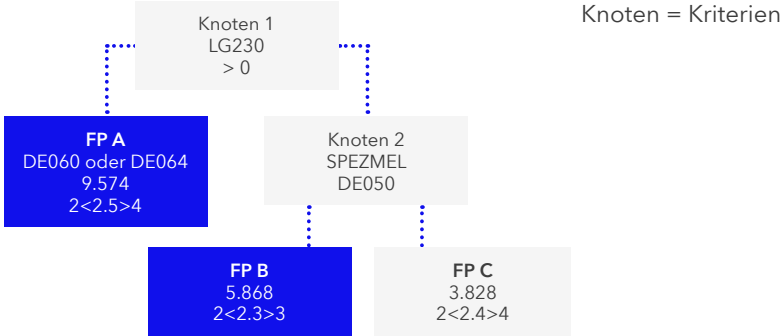 Knoten = Kriterien
Knoten 1
LG230
> 0
FP A
DE060 oder DE064
9.574
2<2.5>4
Knoten 2
SPEZMEL
DE050
FP B
5.868
2<2.3>3
FP C
3.828
2<2.4>4